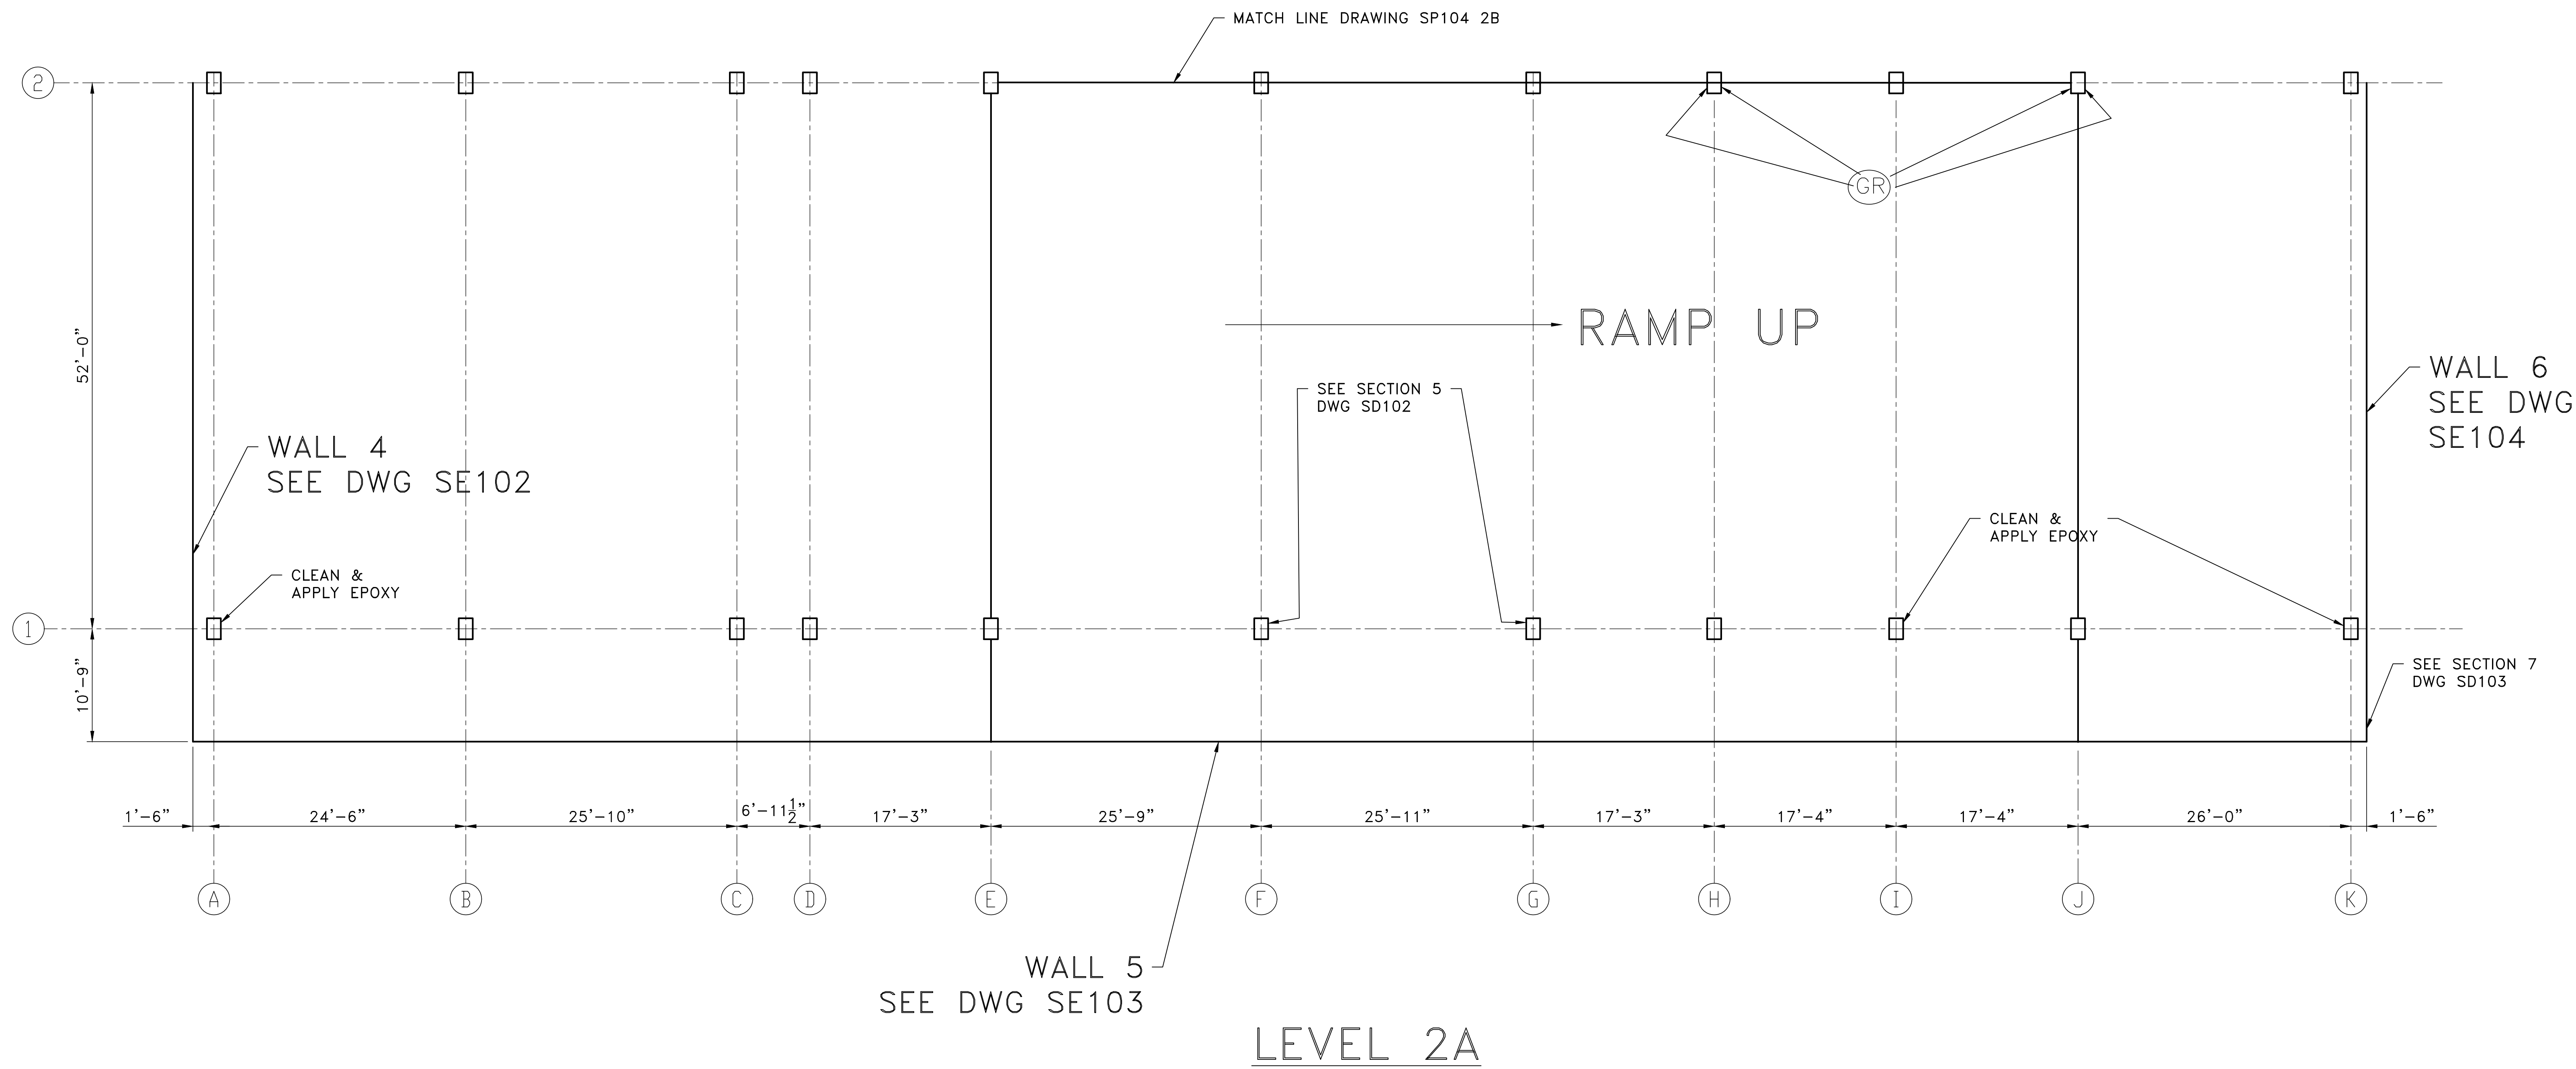 MATCH LINE DRAWING SP104 2B
2
GR
52'-0"
RAMP UP
SEE SECTION 5
DWG SD102
WALL 6
SEE DWG
SE104
WALL 4
SEE DWG SE102
CLEAN &
APPLY EPOXY
CLEAN &
APPLY EPOXY
1
10'-9"
SEE SECTION 7
DWG SD103
1'-6" 24'-6" 25'-10" 6'-11½" 17'-3" 25'-9" 25'-11" 17'-3" 17'-4" 17'-4" 26'-0" 1'-6"
A B C D E F G H I J K
WALL 5
SEE DWG SE103
LEVEL 2A